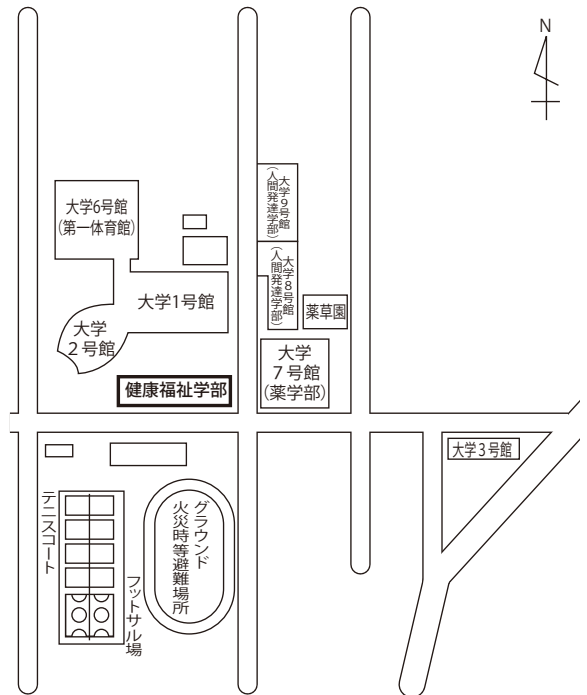 N
大学6号館
(第一体育館)
大学9号館
(人間発達学部)
大学8号館
(人間発達学部)
大学1号館
薬草園
大学
2号館
大学
7号館
(薬学部)
健康福祉学部
大学3号館
テニスコート
グラウンド
火災時等避難場所
フットサル場